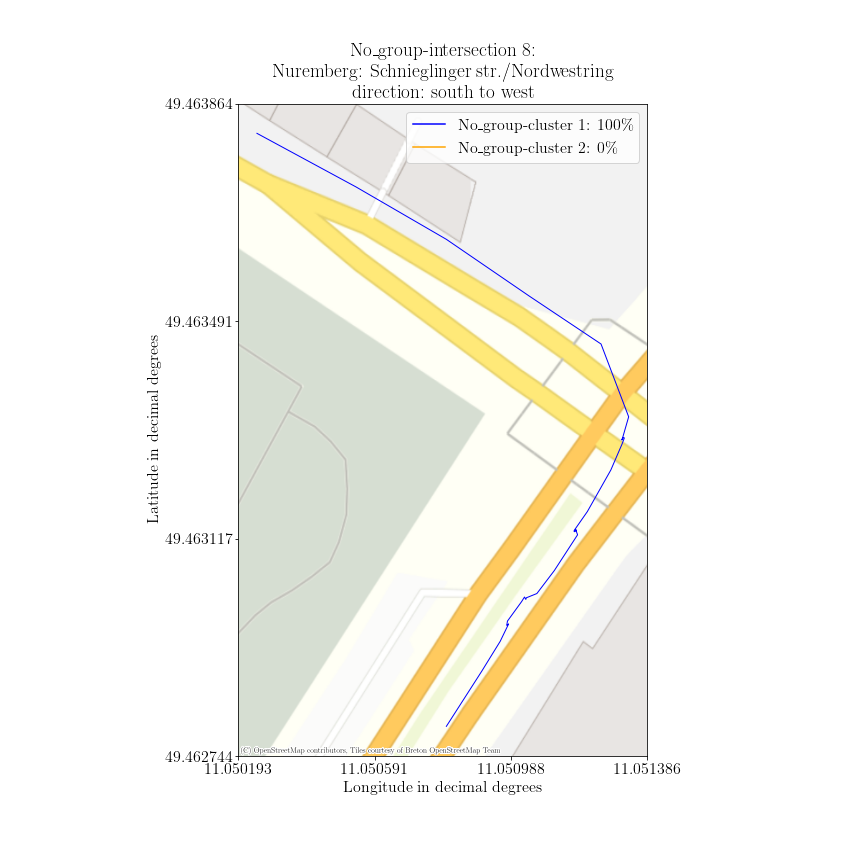 No_group-intersection 8:
Nuremberg: Schnieglinger str./Nordwestring
direction: south to west
No_group-cluster 1: 100%
No_group-cluster 2: 0%
49.463864
49.463491
49.463117
49.462744
Latitude in decimal degrees
(C) OpenStreetMap contributors, Tiles courtesy of Breton OpenStreetMap Team
11.050193
11.050591
11.050988
11.051386
Longitude in decimal degrees